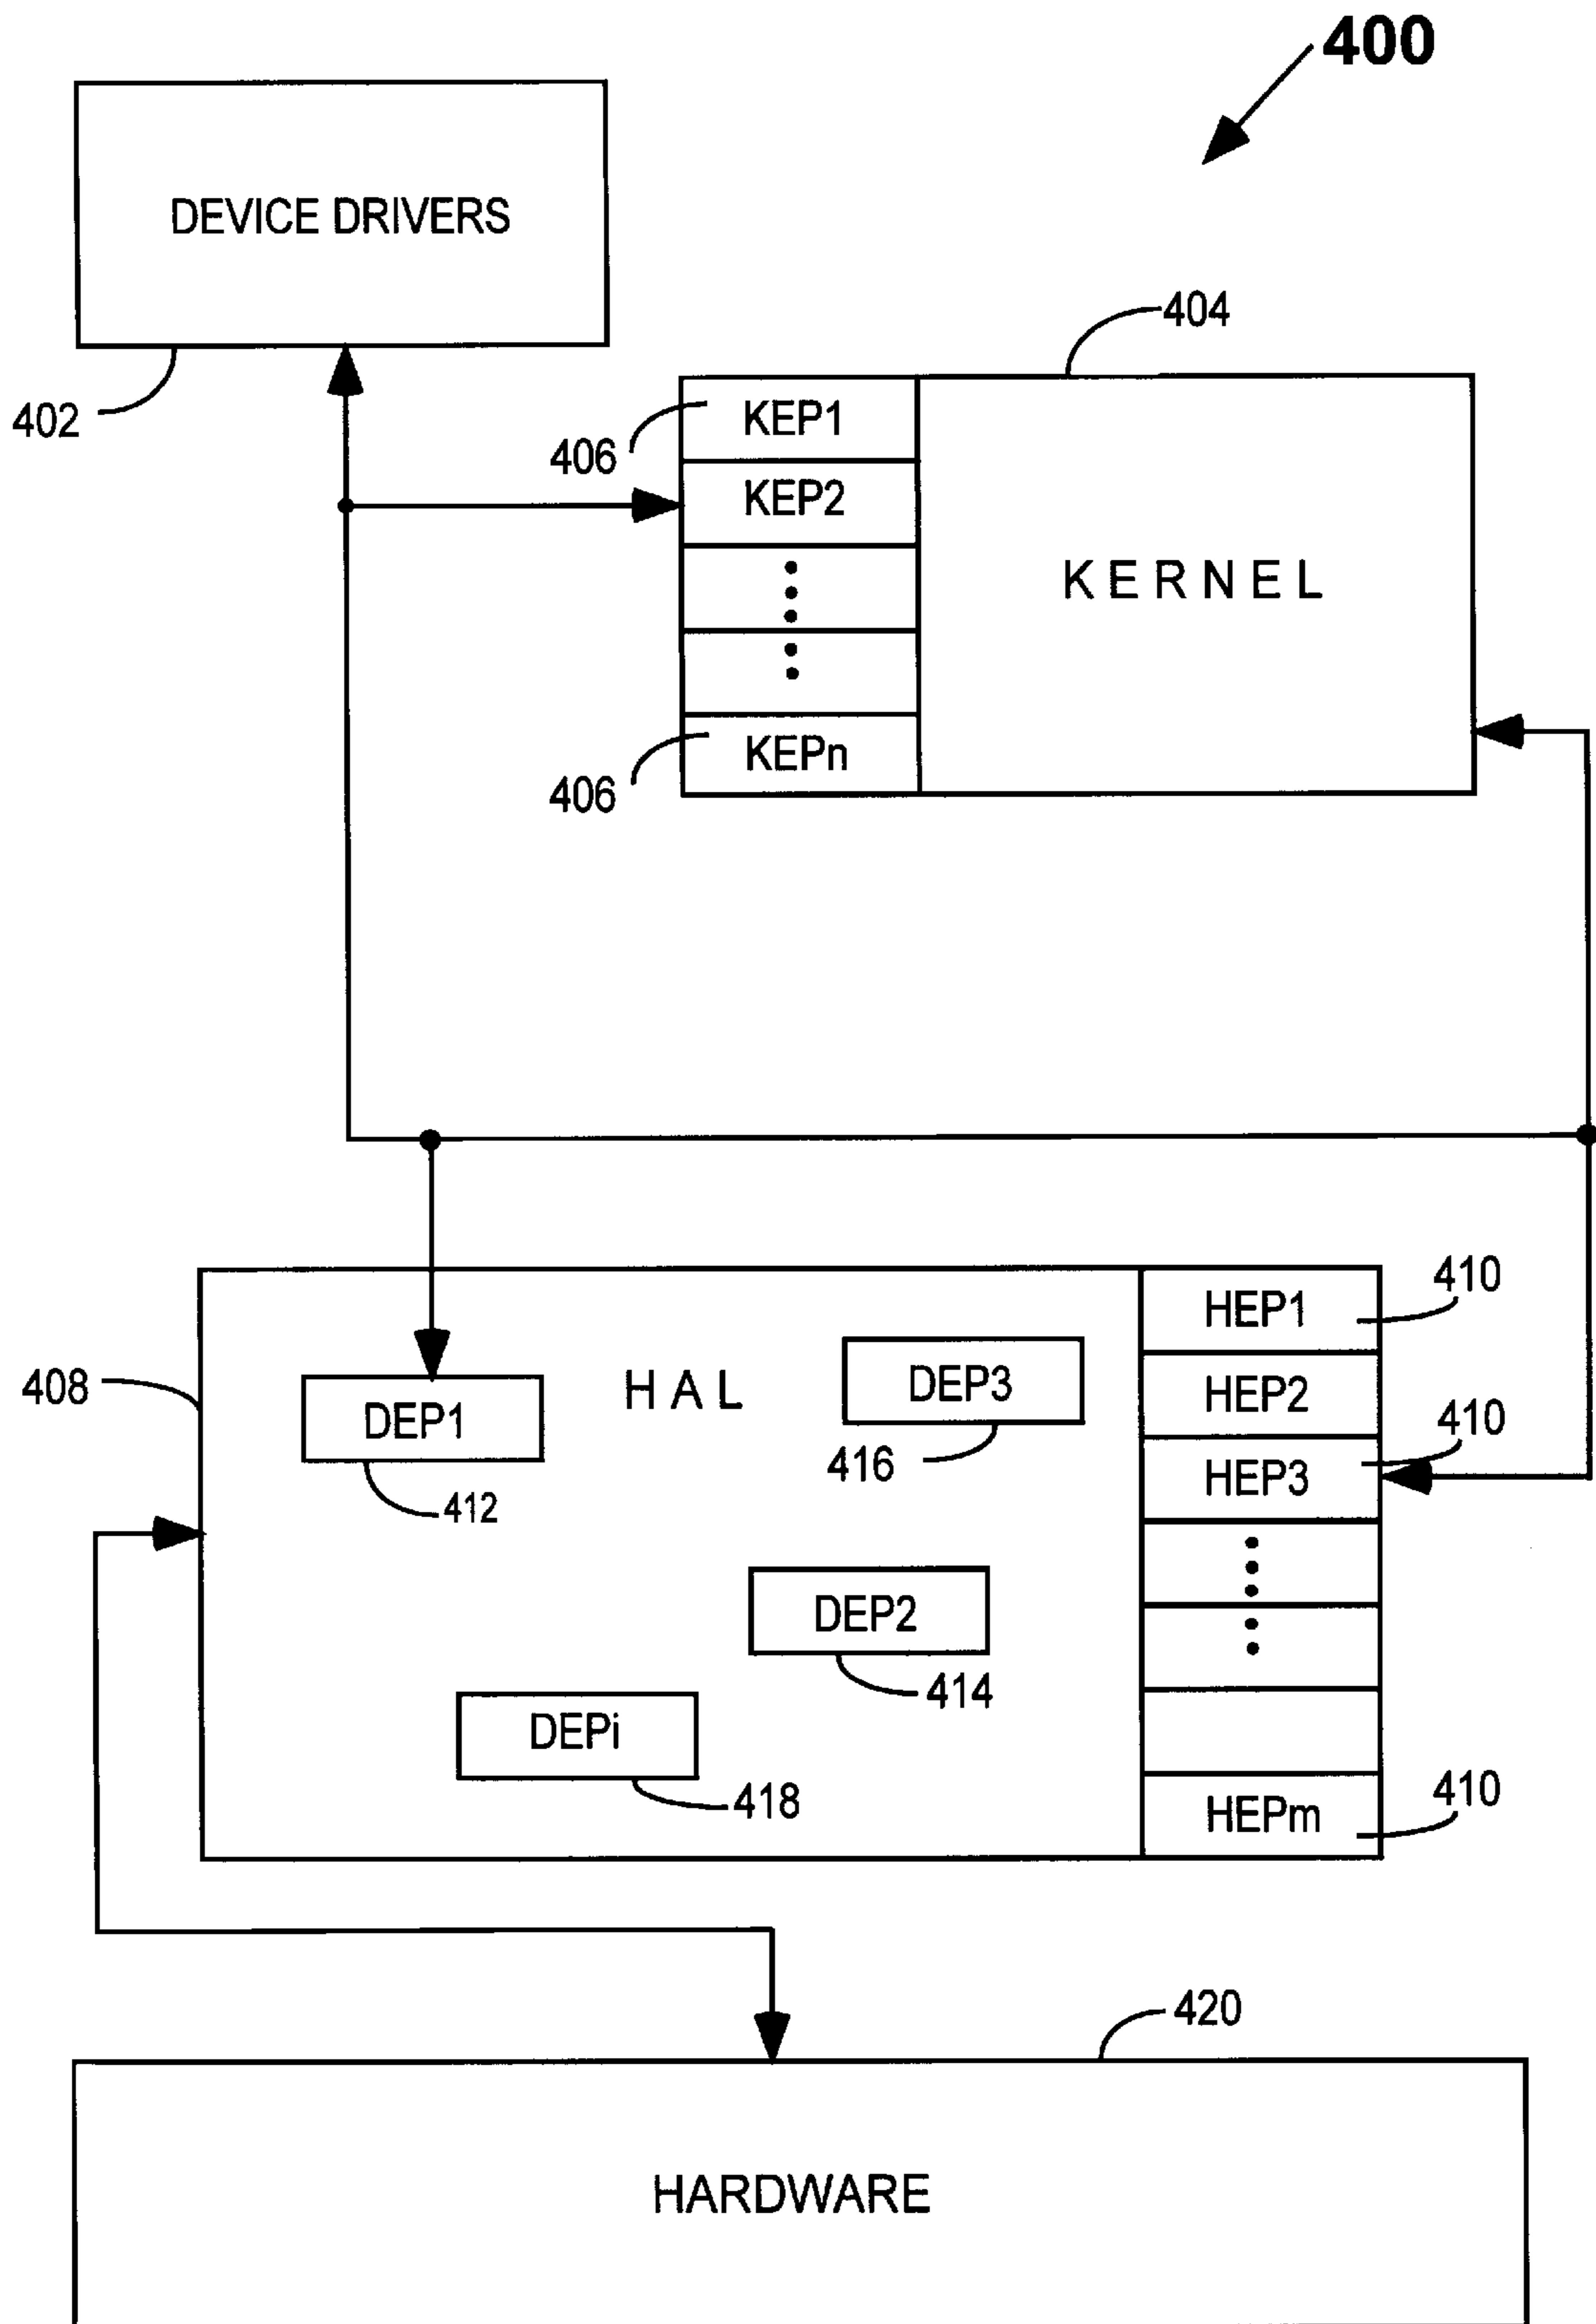 400
DEVICE DRIVERS
402
404
406
KEP1
KEP2
KERNEL
KEPn
406
HEP1
410
408
DEP1
HAL
DEP3
HEP2
412
416
HEP3
410
DEP2
414
DEPi
418
HEPm
410
420
HARDWARE